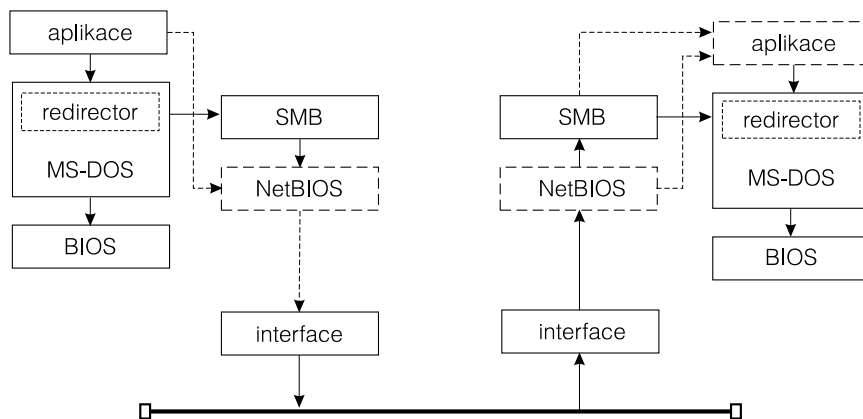 aplikace
redirector
MS-DOS
BIOS
SMB
NetBIOS
interface
SMB
NetBIOS
interface
aplikace
redirector
MS-DOS
BIOS